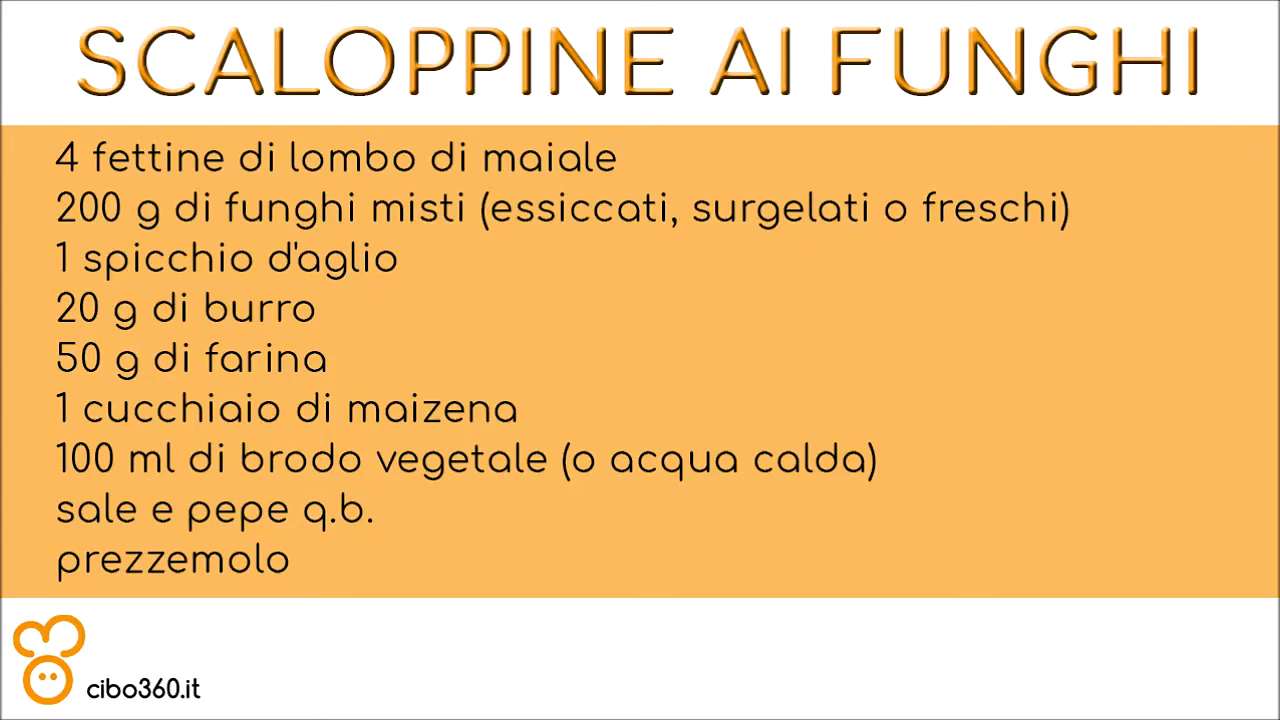 SCALOPPINE AI FUNGHI
4 fettine di lombo di maiale
200 g di funghi misti (essiccati, surgelati o freschi)
1 spicchio d'aglio
20 g di burro
50 g di farina
1 cucchiaio di maizena
100 ml di brodo vegetale (o acqua calda)
sale e pepe q.b.
prezzemolo
cibo360.it